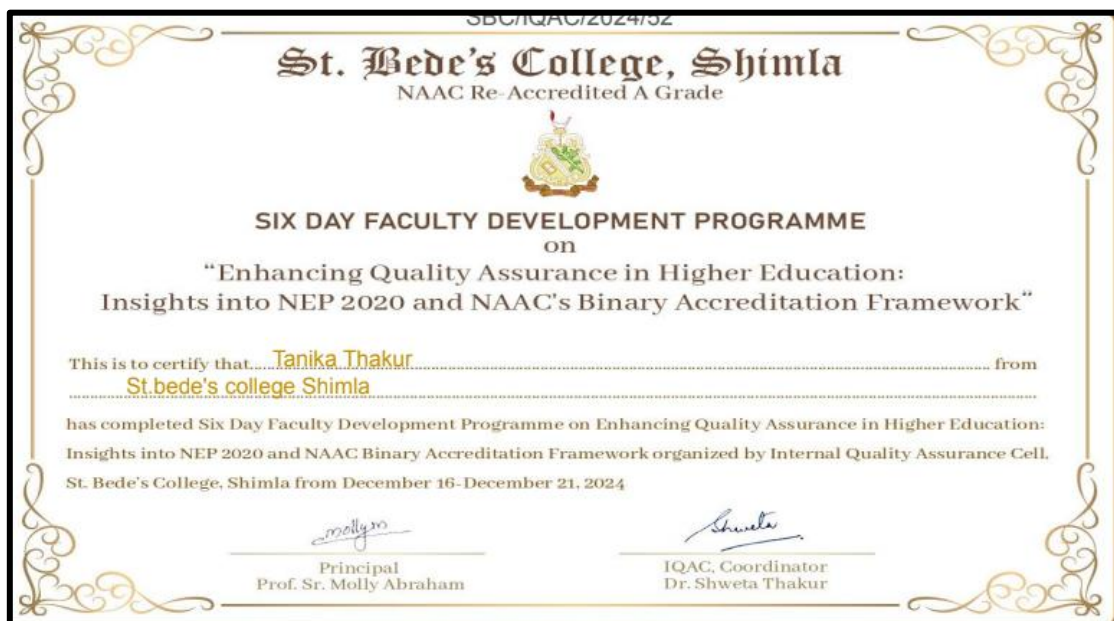 SBC/IQAC/2024/52
St. Bede's College, Shimla
NAAC Re-Accredited A Grade
SIX DAY FACULTY DEVELOPMENT PROGRAMME
on
“Enhancing Quality Assurance in Higher Education:
Insights into NEP 2020 and NAAC's Binary Accreditation Framework“
This is to certify that Tanika Thakur from
St.bede's college Shimla
has completed Six Day Faculty Development Programme on Enhancing Quality Assurance in Higher Education:
Insights into NEP 2020 and NAAC Binary Accreditation Framework organized by Internal Quality Assurance Cell,
St. Bede's College, Shimla from December 16-December 21, 2024
mollym
Shweta
Principal
Prof. Sr. Molly Abraham
IQAC, Coordinator
Dr. Shweta Thakur